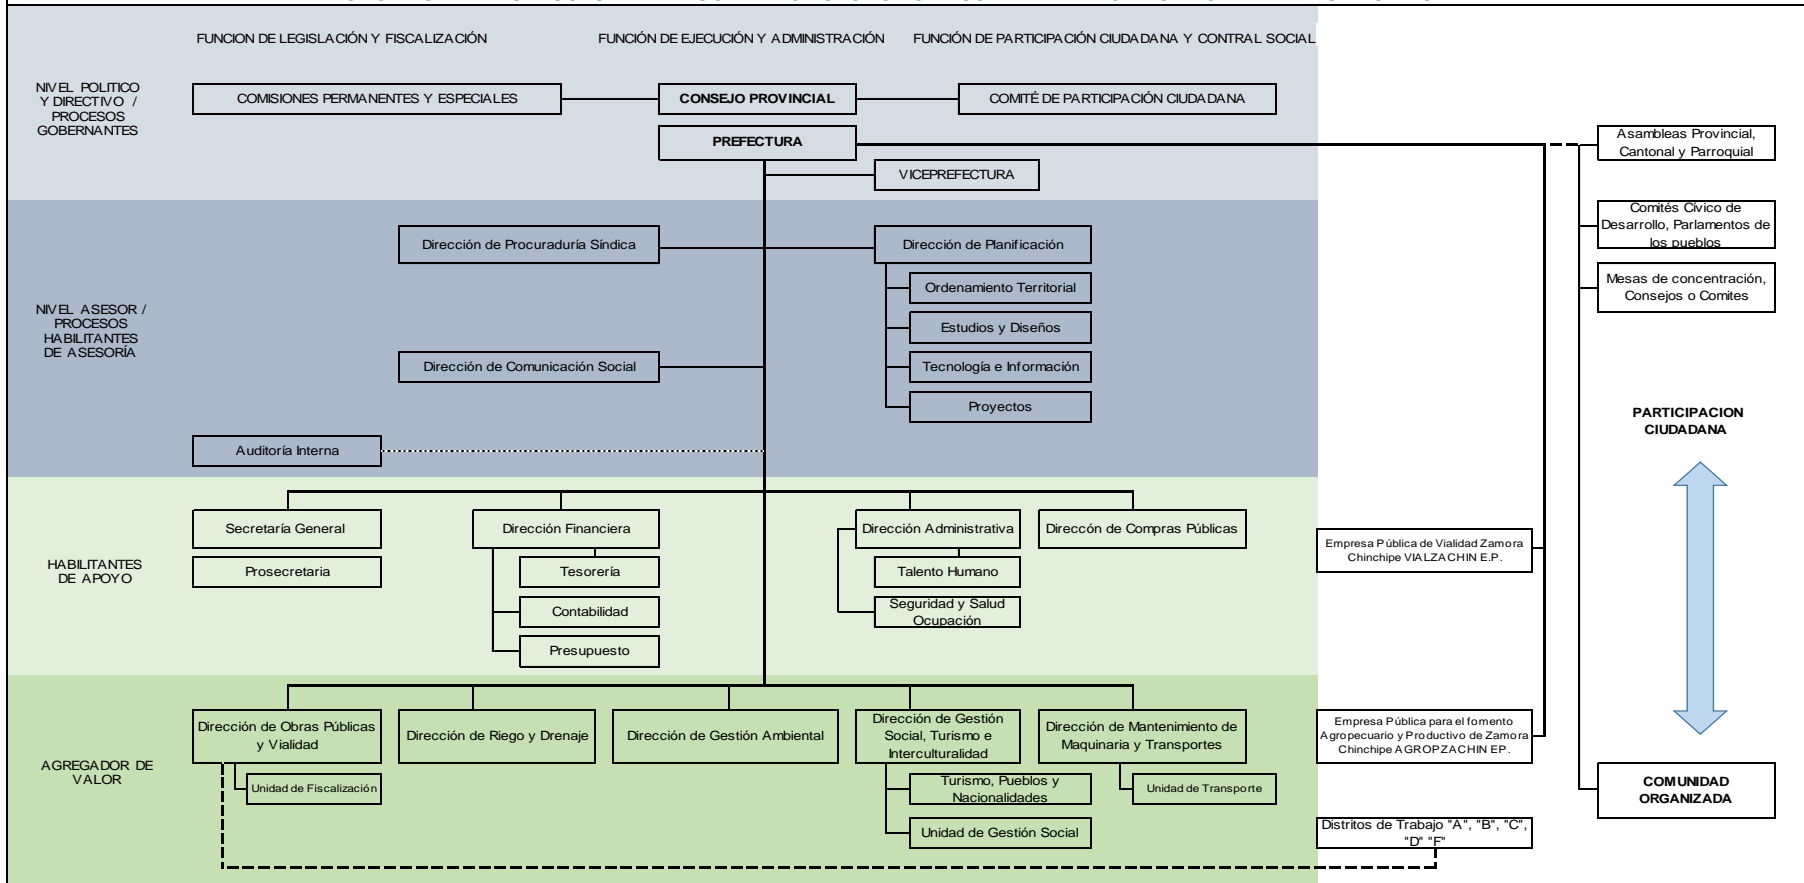 FUNCION DE LEGISLACIÓN Y FISCALIZACIÓN
FUNCIÓN DE EJECUCIÓN Y ADMINISTRACIÓN
FUNCIÓN DE PARTICIPACIÓN CIUDADANA Y CONTRAL SOCIAL
NIVEL POLITICO
Y DIRECTIVO /
PROCESOS
GOBERNANTES
COMISIONES PERMANENTES Y ESPECIALES
CONSEJO PROVINCIAL
COMITÉ DE PARTICIPACIÓN CIUDADANA
PREFECTURA
VICEPREFECTURA
Asambleas Provincial,
Cantonal y Parroquial
Comités Cívico de
Desarrollo, Parlamentos de
los pueblos
Mesas de concentración,
Consejos o Comites
NIVEL ASESOR /
PROCESOS
HABILITANTES
DE ASESORÍA
Dirección de Procuraduría Síndica
Dirección de Planificación
Ordenamiento Territorial
Estudios y Diseños
Dirección de Comunicación Social
Tecnología e Información
Proyectos
Auditoría Interna
PARTICIPACION
CIUDADANA
HABILITANTES
DE APOYO
Secretaría General
Prosecretaria
Dirección Financiera
Tesorería
Contabilidad
Presupuesto
Dirección Administrativa
Talento Humano
Seguridad y Salud
Ocupación
Direccón de Compras Públicas
Empresa Pública de Vialidad Zamora
Chinchipe VIALZACHIN E.P.
AGREGADOR DE
VALOR
Dirección de Obras Públicas
y Vialidad
Unidad de Fiscalización
Dirección de Riego y Drenaje
Dirección de Gestión Ambiental
Dirección de Gestión
Social, Turismo e
Interculturalidad
Turismo, Pueblos y
Nacionalidades
Unidad de Gestión Social
Dirección de Mantenimiento de
Maquinaria y Transportes
Unidad de Transporte
Empresa Pública para el fomento
Agropecuario y Productivo de Zamora
Chinchipe AGROPZACHIN EP.
Distritos de Trabajo "A", "B", "C",
"D" "F"
COMUNIDAD
ORGANIZADA